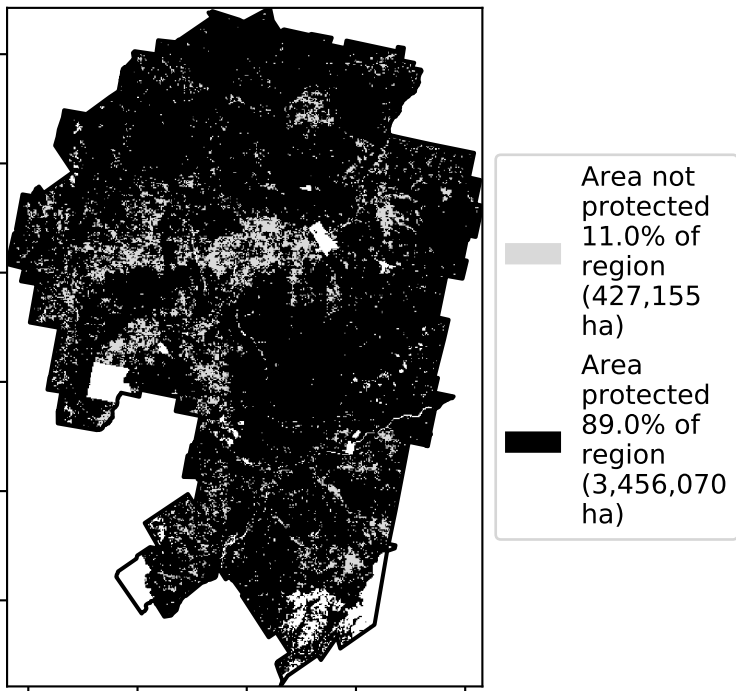 Area not
protected
11.0% of
region
(427,155
ha)
Area
protected
89.0% of
region
(3,456,070
ha)